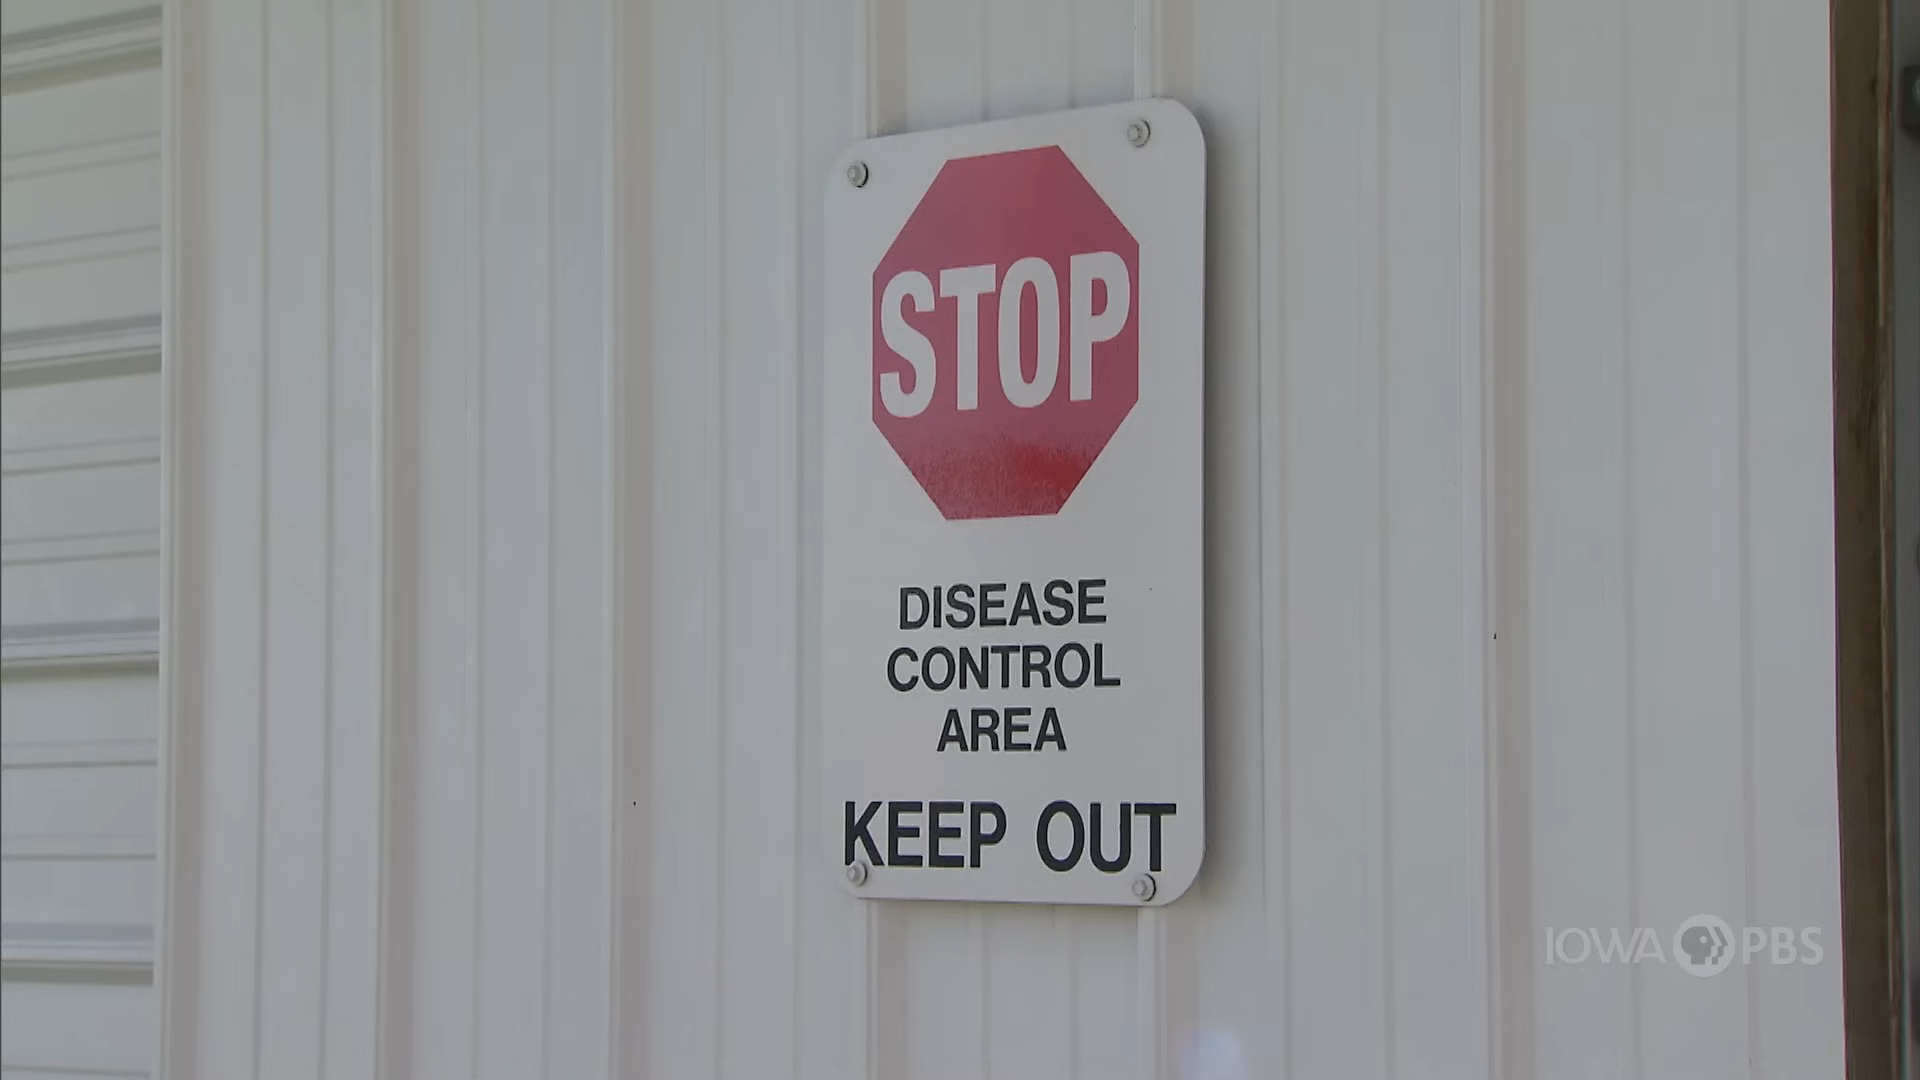 STOP
DISEASE
CONTROL
AREA
KEEP OUT
IOWA PBS